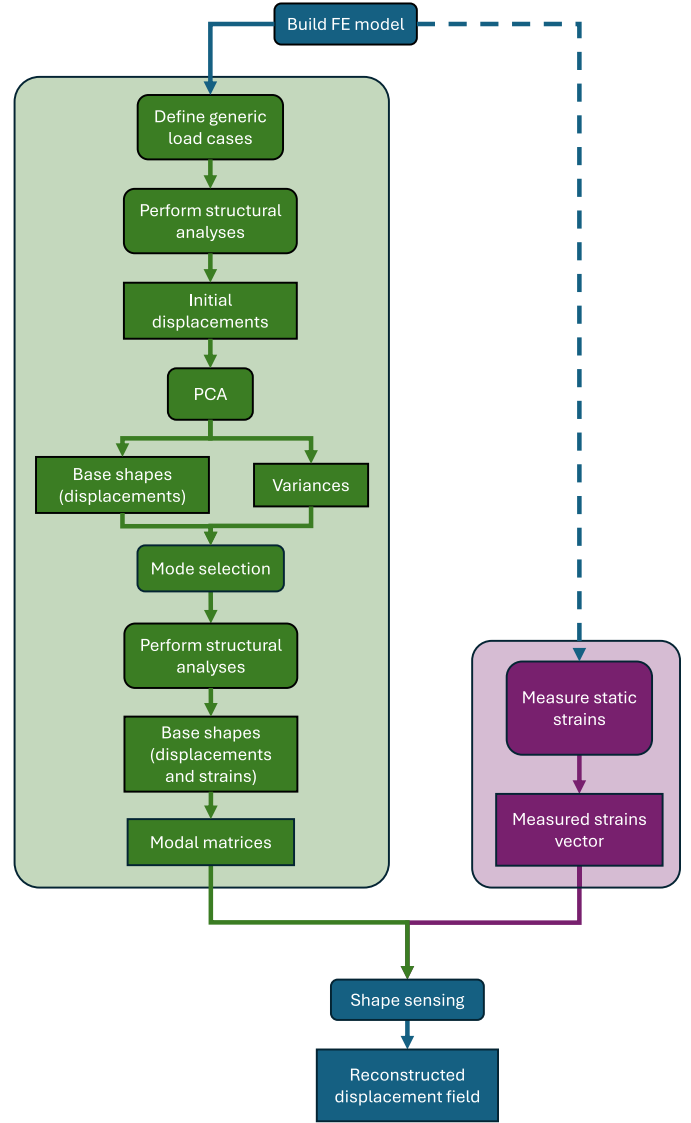 Build FE model
Define generic
load cases
Perform structural
analyses
Initial
displacements
PCA
Base shapes
(displacements)
Variances
Mode selection
Perform structural
analyses
Base shapes
(displacements
and strains)
Modal matrices
Measure static
strains
Measured strains
vector
Shape sensing
Reconstructed
displacement field